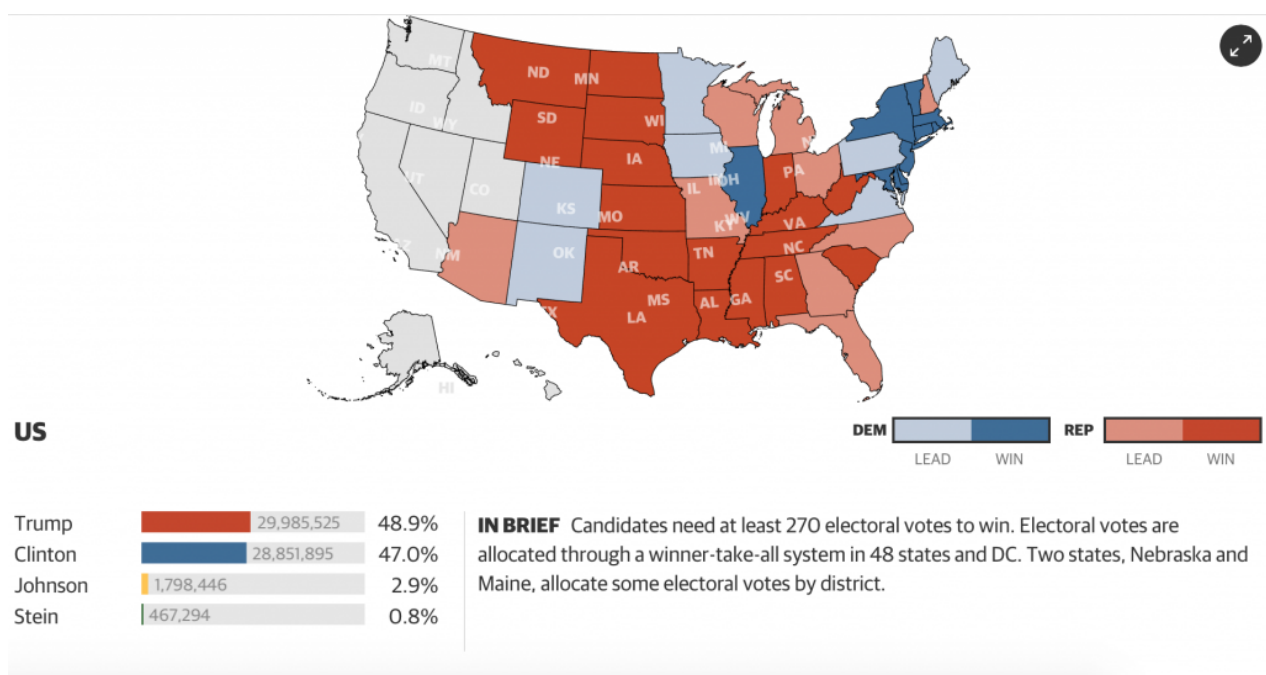 MT
ND
MN
ID
WY
SD
WI
MI
NE
IA
PA
OH
UT
CO
IL
KS
MO
WV
KY
VA
NM
OK
TN
NC
AR
SC
MS
AL
GA
LA
HI
US
DEM
REP
LEAD
WIN
LEAD
WIN
Trump 29,985,525 48.9%
Clinton 28,851,895 47.0%
Johnson 1,798,446 2.9%
Stein 467,294 0.8%
IN BRIEF Candidates need at least 270 electoral votes to win. Electoral votes are
allocated through a winner-take-all system in 48 states and DC. Two states, Nebraska and
Maine, allocate some electoral votes by district.